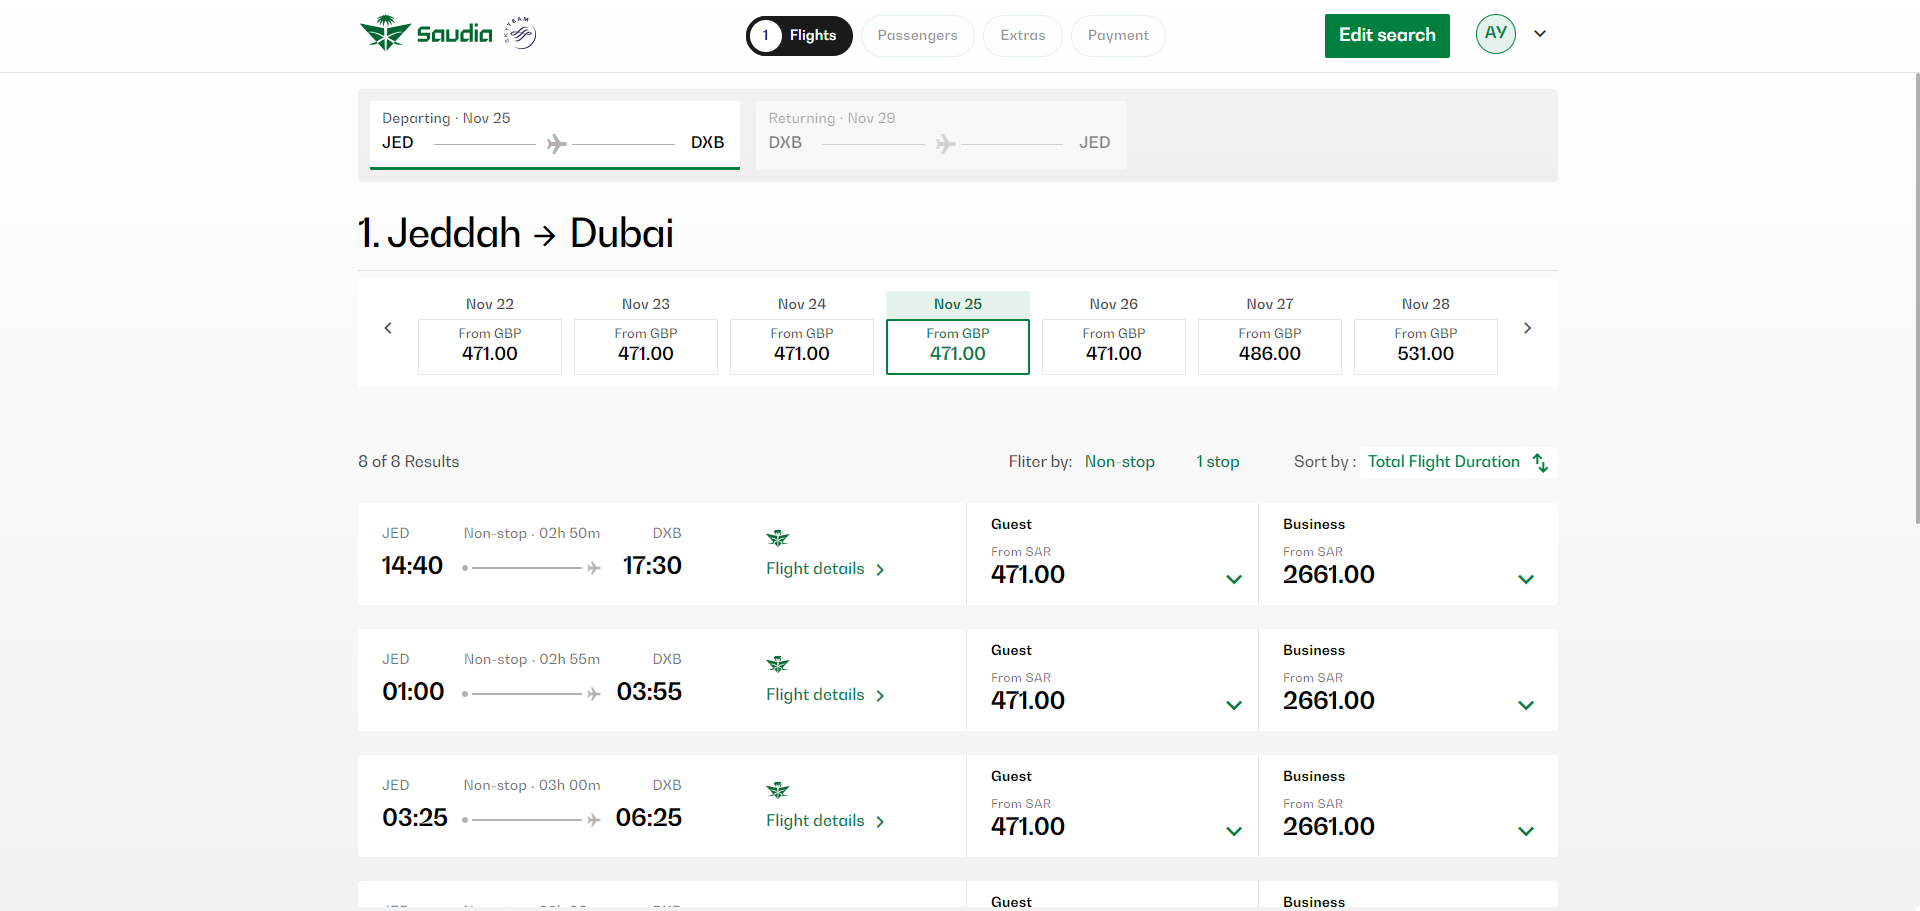 Saudia
SKYTEAM
1 Flights
Passengers
Extras
Payment
Edit search
AY
Departing · Nov 25
JED DXB
Returning · Nov 29
DXB JED
1. Jeddah → Dubai
Nov 22
From GBP
471.00
Nov 23
From GBP
471.00
Nov 24
From GBP
471.00
Nov 25
From GBP
471.00
Nov 26
From GBP
471.00
Nov 27
From GBP
486.00
Nov 28
From GBP
531.00
8 of 8 Results
Fliter by: Non-stop 1 stop
Sort by : Total Flight Duration
JED Non-stop · 02h 50m DXB
14:40 17:30
Flight details
Guest
From SAR
471.00
Business
From SAR
2661.00
JED Non-stop · 02h 55m DXB
01:00 03:55
Flight details
Guest
From SAR
471.00
Business
From SAR
2661.00
JED Non-stop · 03h 00m DXB
03:25 06:25
Flight details
Guest
From SAR
471.00
Business
From SAR
2661.00
Guest
Business